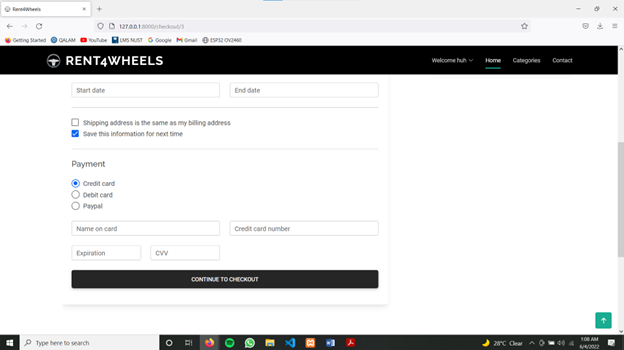 Rent4Wheels
127.0.0.1:8000/checkout/3
Getting Started QALAM YouTube LMS NUST Google Gmail ESP32 OV2460
RENT4WHEELS
Welcome huh Home Categories Contact
Start date End date
Shipping address is the same as my billing address
Save this information for next time
Payment
Credit card
Debit card
Paypal
Name on card Credit card number
Expiration CVV
CONTINUE TO CHECKOUT
Type here to search
28°C Clear
1:08 AM
6/4/2022